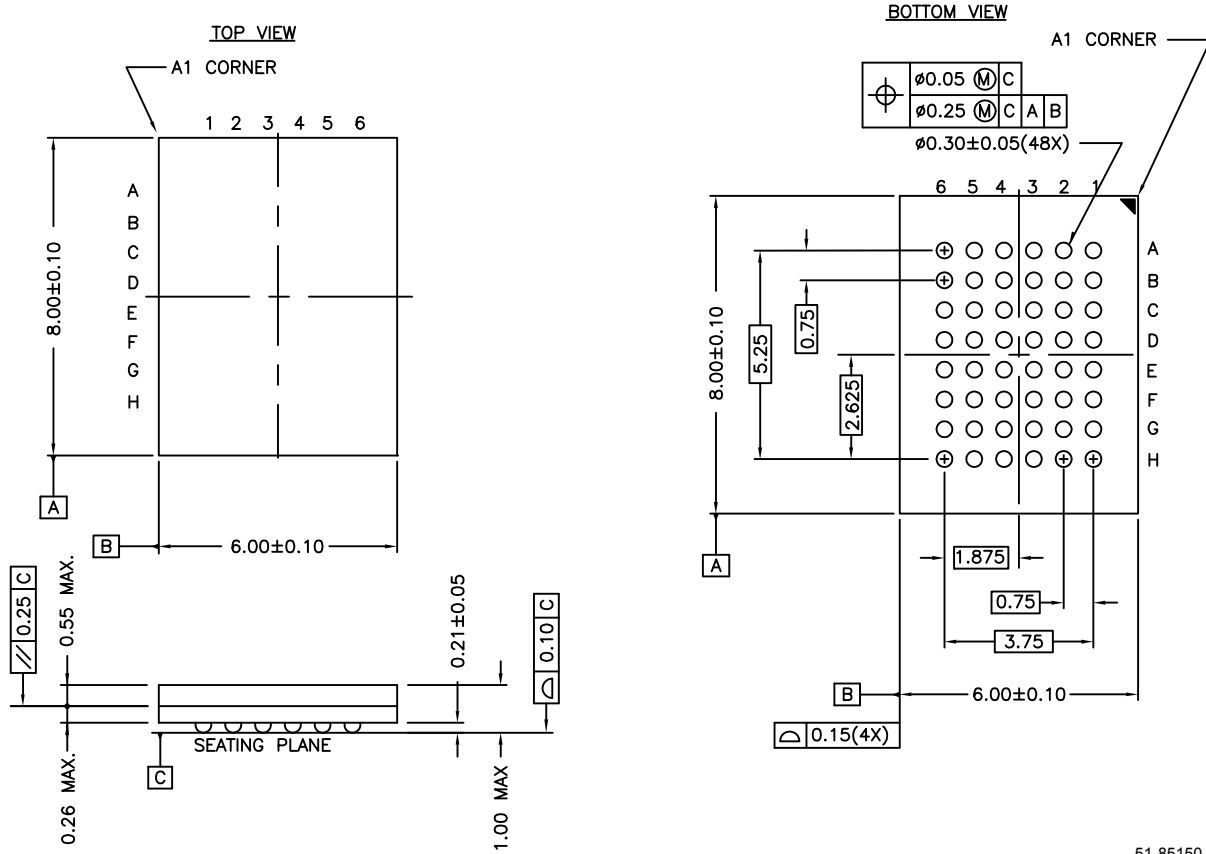 TOP VIEW
A1 CORNER
1 2 3 4 5 6
A
B
C
D
E
F
G
H
8.00±0.10
A
B
6.00±0.10
// 0.25 C
0.55 MAX.
0.26 MAX.
0.21±0.05
0.10 C
1.00 MAX
SEATING PLANE
C
BOTTOM VIEW
A1 CORNER
ø0.05 Ⓜ C
ø0.25 Ⓜ C A B
ø0.30±0.05(48X)
6 5 4 3 2 1
A
B
C
D
E
F
G
H
8.00±0.10
5.25
0.75
2.625
A
1.875
0.75
3.75
B
6.00±0.10
0.15(4X)